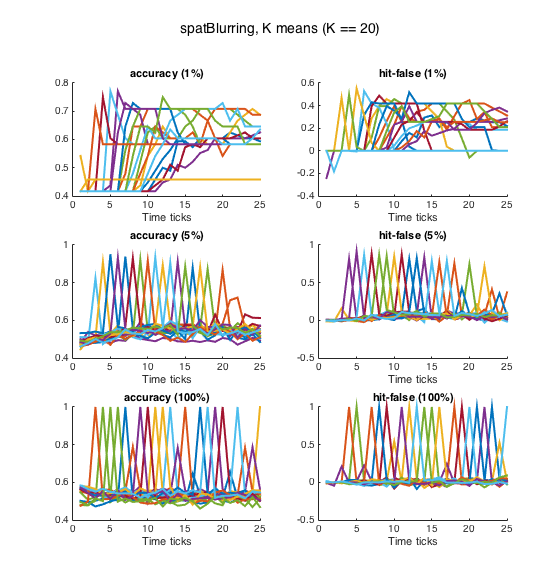 spatBlurring, K means (K == 20)
accuracy (1%)
hit-false (1%)
0.8
0.7
0.6
0.5
0.4
0 5 10 15 20 25
Time ticks
0.6
0.4
0.2
0
-0.2
-0.4
0 5 10 15 20 25
Time ticks
accuracy (5%)
hit-false (5%)
1
0.8
0.6
0.4
0 5 10 15 20 25
Time ticks
1
0.5
0
-0.5
0 5 10 15 20 25
Time ticks
accuracy (100%)
hit-false (100%)
1
0.8
0.6
0.4
0 5 10 15 20 25
Time ticks
1
0.5
0
-0.5
0 5 10 15 20 25
Time ticks